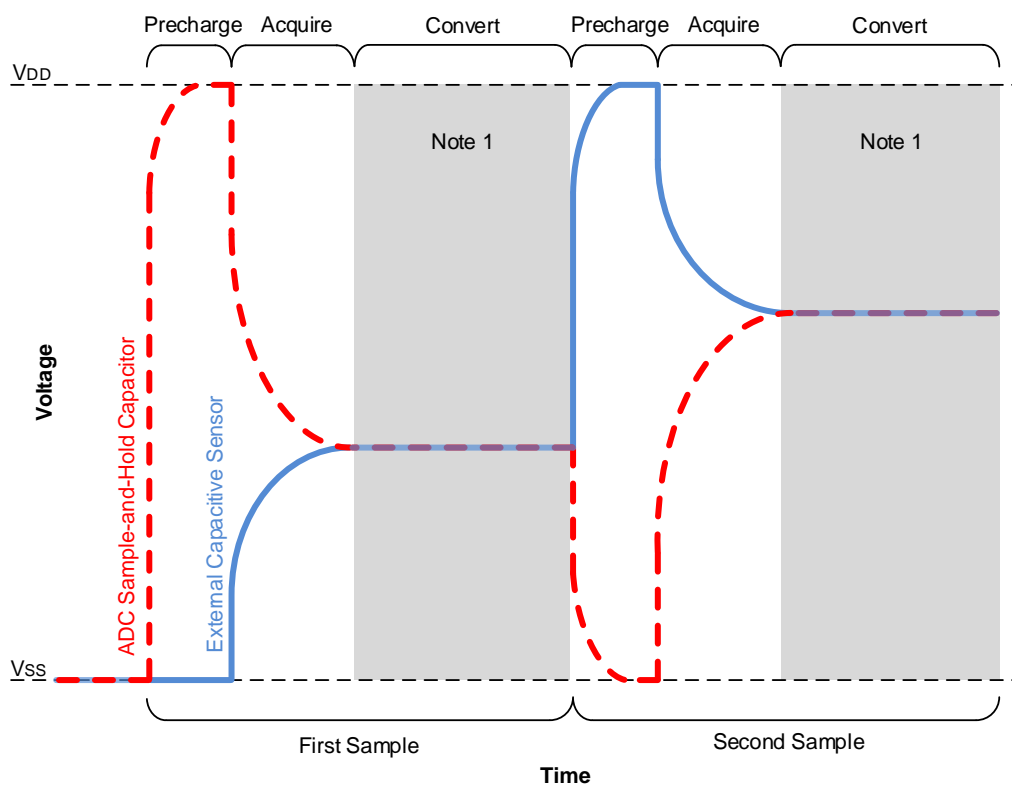 Precharge Acquire Convert Precharge Acquire Convert
VDD
Note 1 Note 1
Voltage
ADC Sample-and-Hold Capacitor
External Capacitive Sensor
VSS
First Sample Second Sample
Time